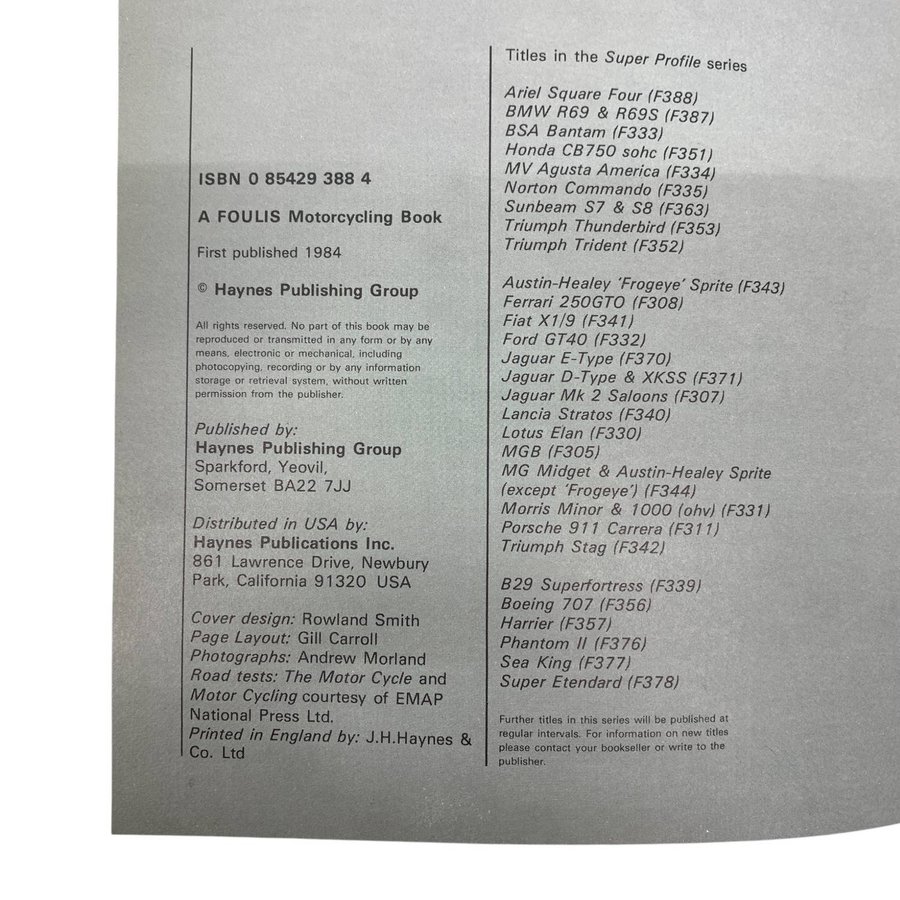 ISBN 0 85429 388 4
A FOULIS Motorcycling Book
First published 1984
© Haynes Publishing Group
All rights reserved. No part of this book may be
reproduced or transmitted in any form or by any
means, electronic or mechanical, including
photocopying, recording or by any information
storage or retrieval system, without written
permission from the publisher.
Published by:
Haynes Publishing Group
Sparkford, Yeovil,
Somerset BA22 7JJ
Distributed in USA by:
Haynes Publications Inc.
861 Lawrence Drive, Newbury
Park, California 91320 USA
Cover design: Rowland Smith
Page Layout: Gill Carroll
Photographs: Andrew Morland
Road tests: The Motor Cycle and
Motor Cycling courtesy of EMAP
National Press Ltd.
Printed in England by: J.H.Haynes &
Co. Ltd
Titles in the Super Profile series
Ariel Square Four (F388)
BMW R69 & R69S (F387)
BSA Bantam (F333)
Honda CB750 sohc (F351)
MV Agusta America (F334)
Norton Commando (F335)
Sunbeam S7 & S8 (F363)
Triumph Thunderbird (F353)
Triumph Trident (F352)
Austin-Healey 'Frogeye' Sprite (F343)
Ferrari 250GTO (F308)
Fiat X1/9 (F341)
Ford GT40 (F332)
Jaguar E-Type (F370)
Jaguar D-Type & XKSS (F371)
Jaguar Mk 2 Saloons (F307)
Lancia Stratos (F340)
Lotus Elan (F330)
MGB (F305)
MG Midget & Austin-Healey Sprite
(except 'Frogeye') (F344)
Morris Minor & 1000 (ohv) (F331)
Porsche 911 Carrera (F311)
Triumph Stag (F342)
B29 Superfortress (F339)
Boeing 707 (F356)
Harrier (F357)
Phantom II (F376)
Sea King (F377)
Super Etendard (F378)
Further titles in this series will be published at
regular intervals. For information on new titles
please contact your bookseller or write to the
publisher.